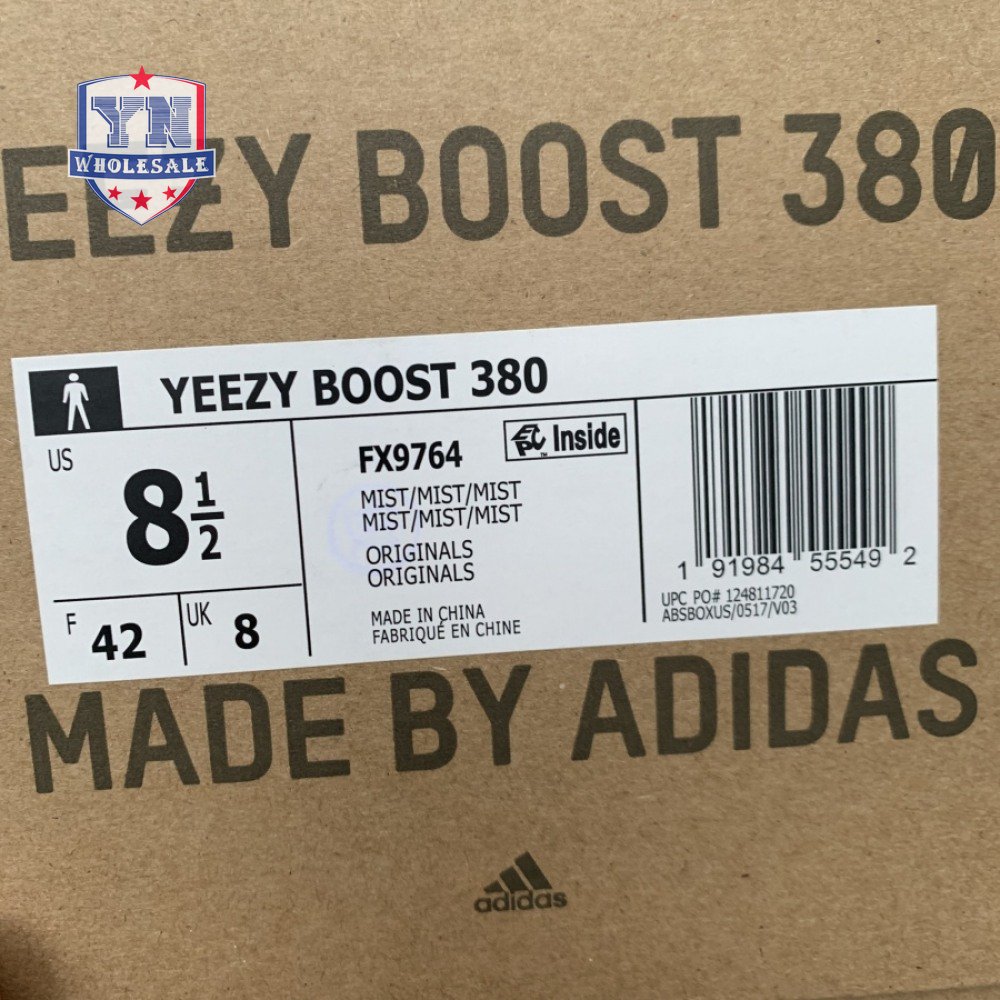 YN
WHOLESALE
EEZY BOOST 380
YEEZY BOOST 380
US
8 1/2
F 42
UK 8
FX9764
EPC Inside
TM
MIST/MIST/MIST
MIST/MIST/MIST
ORIGINALS
ORIGINALS
MADE IN CHINA
FABRIQUÉ EN CHINE
1 91984 55549 2
UPC PO# 124811720
ABSBOXUS/0517/V03
MADE BY ADIDAS
adidas